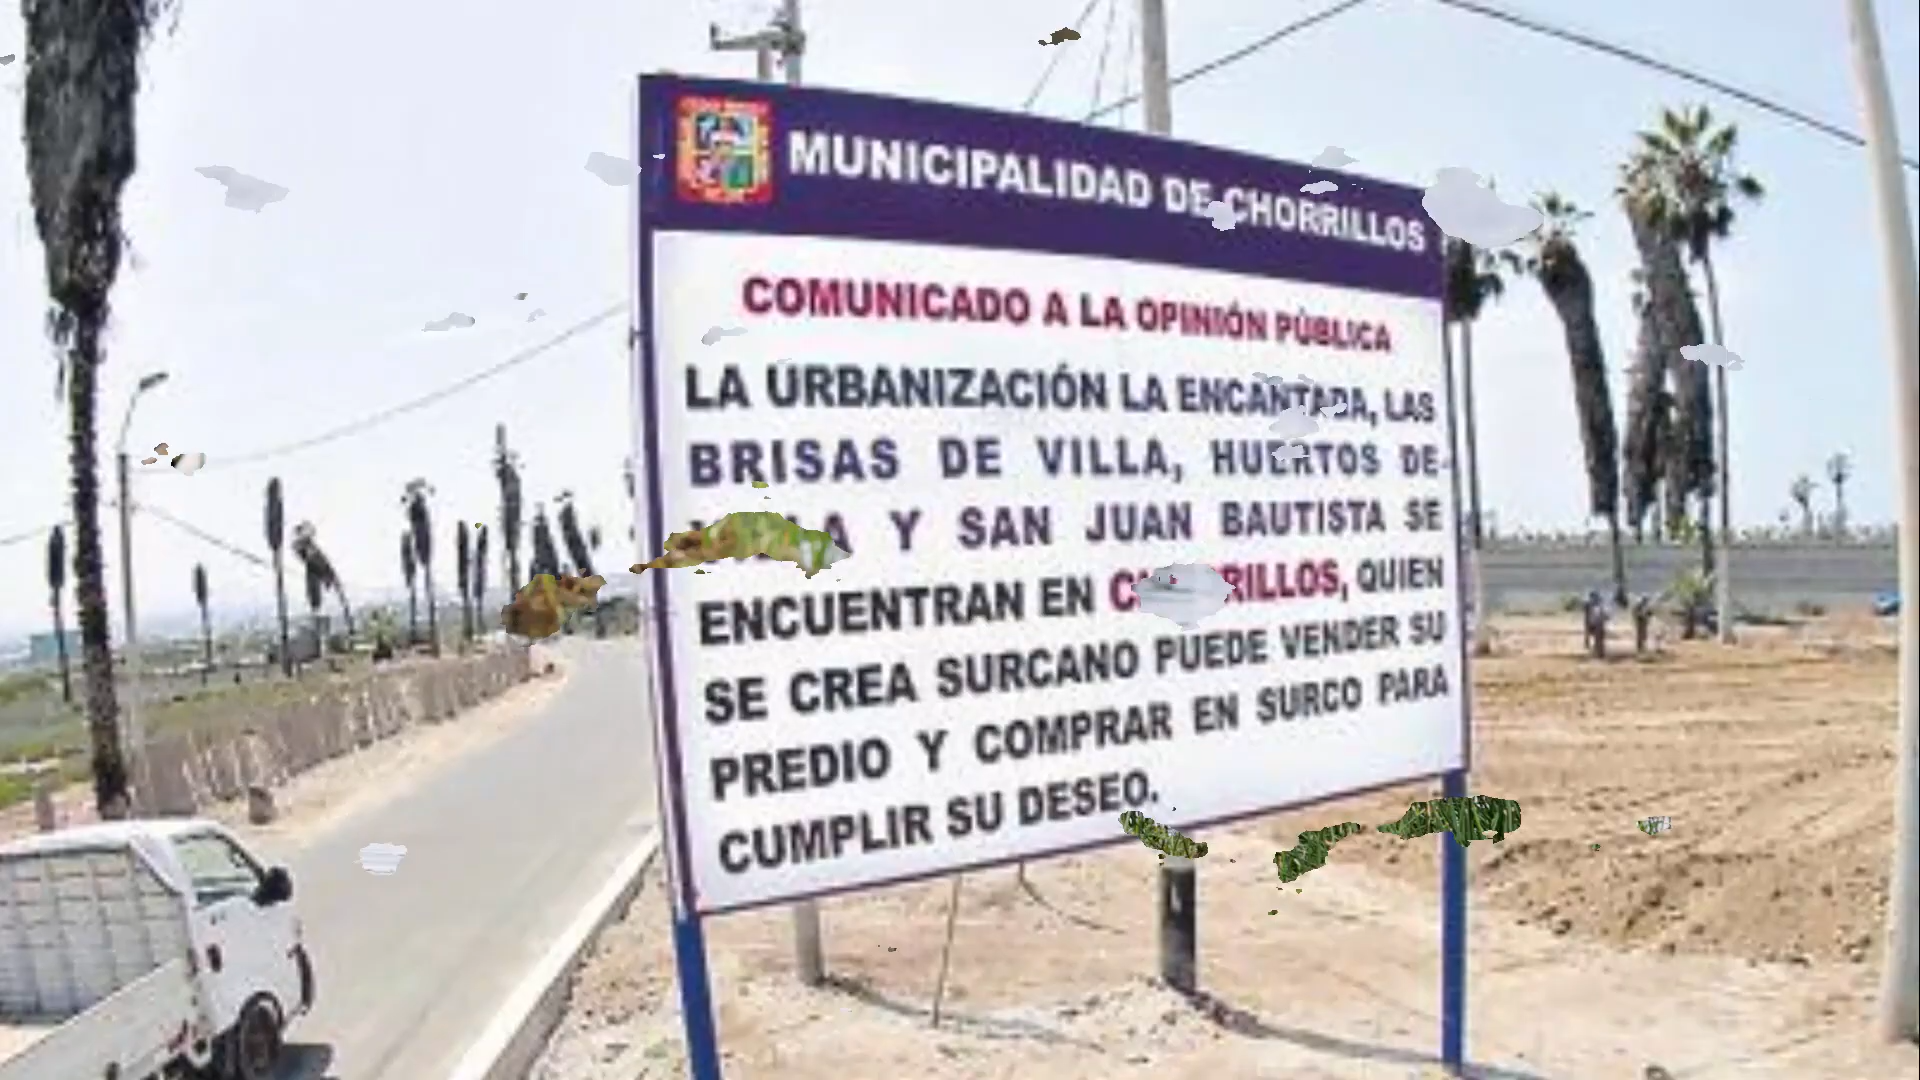 MUNICIPALIDAD DE CHORRILLOS
COMUNICADO A LA OPINIÓN PÚBLICA
LA URBANIZACIÓN LA ENCANTADA, LAS
BRISAS DE VILLA, HUERTOS DE
Y SAN JUAN BAUTISTA SE
ENCUENTRAN EN CHORRILLOS, QUIEN
SE CREA SURCANO PUEDE VENDER SU
PREDIO Y COMPRAR EN SURCO PARA
CUMPLIR SU DESEO.